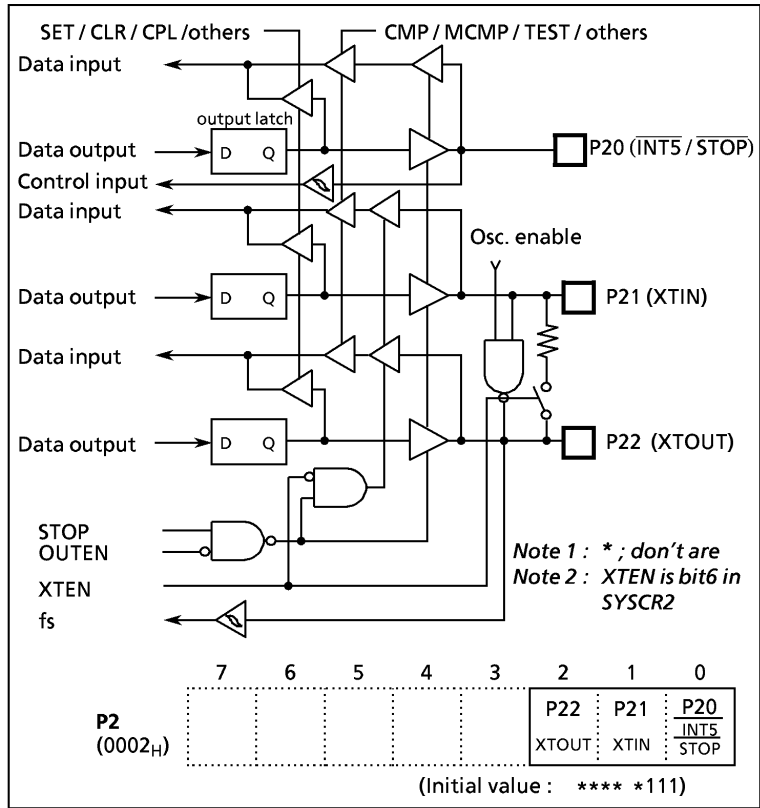 SET / CLR / CPL /others
CMP / MCMP / TEST / others
Data input
output latch
Data output
D Q
P20 (INT5 / STOP)
Control input
Data input
Osc. enable
Data output
D Q
P21 (XTIN)
Data input
Data output
D Q
P22 (XTOUT)
STOP
OUTEN
XTEN
fs
Note 1 : * ; don't are
Note 2 : XTEN is bit6 in
SYSCR2
7 6 5 4 3 2 1 0
P2
(0002H)
P22 P21 P20
XTOUT XTIN INT5
STOP
(Initial value : **** *111)